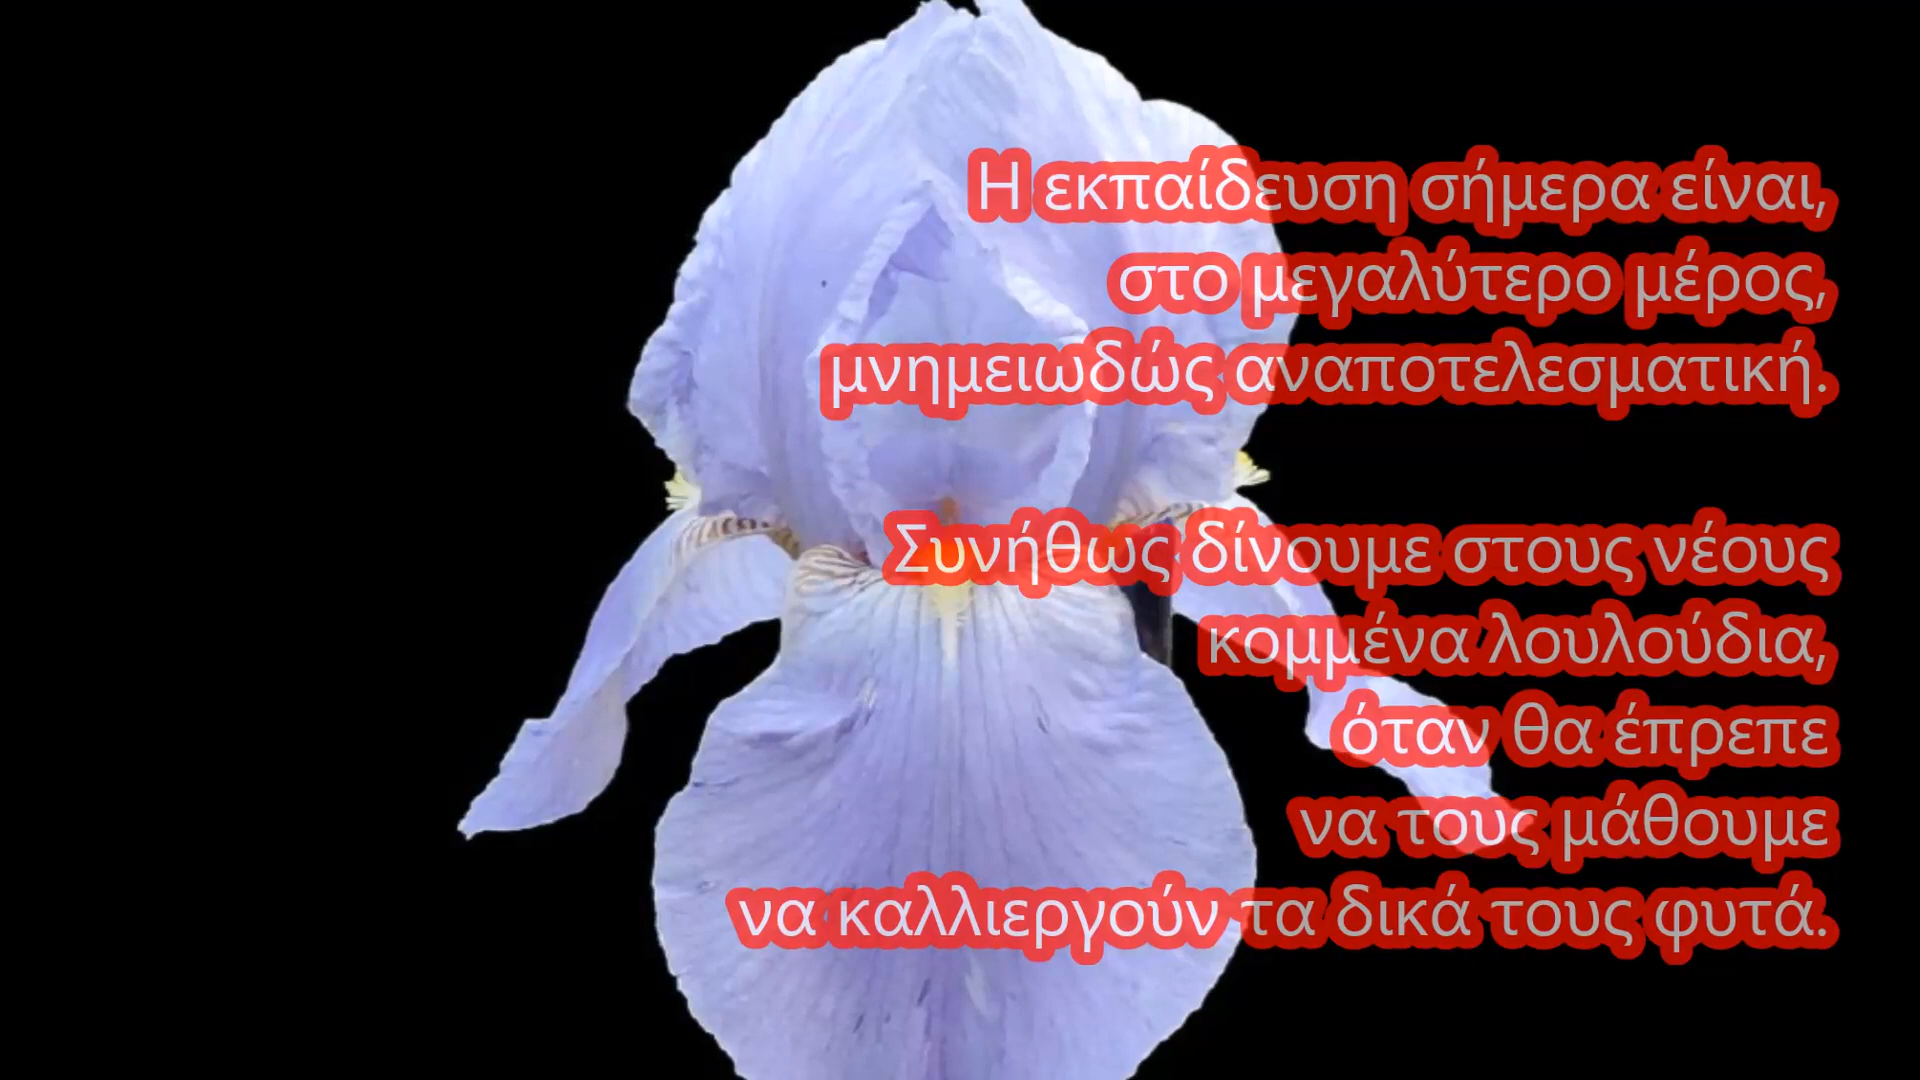 Η εκπαίδευση σήμερα είναι,
στο μεγαλύτερο μέρος,
μνημειωδώς αναποτελεσματική.
Συνήθως δίνουμε στους νέους
κομμένα λουλούδια,
όταν θα έπρεπε
να τους μάθουμε
να καλλιεργούν τα δικά τους φυτά.